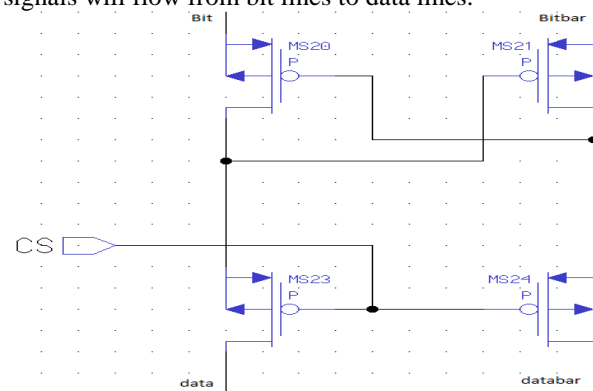 signals will flow from bit lines to data lines.
Bit
Bitbar
MS20
MS21
P
P
CS
MS23
MS24
P
P
data
databar